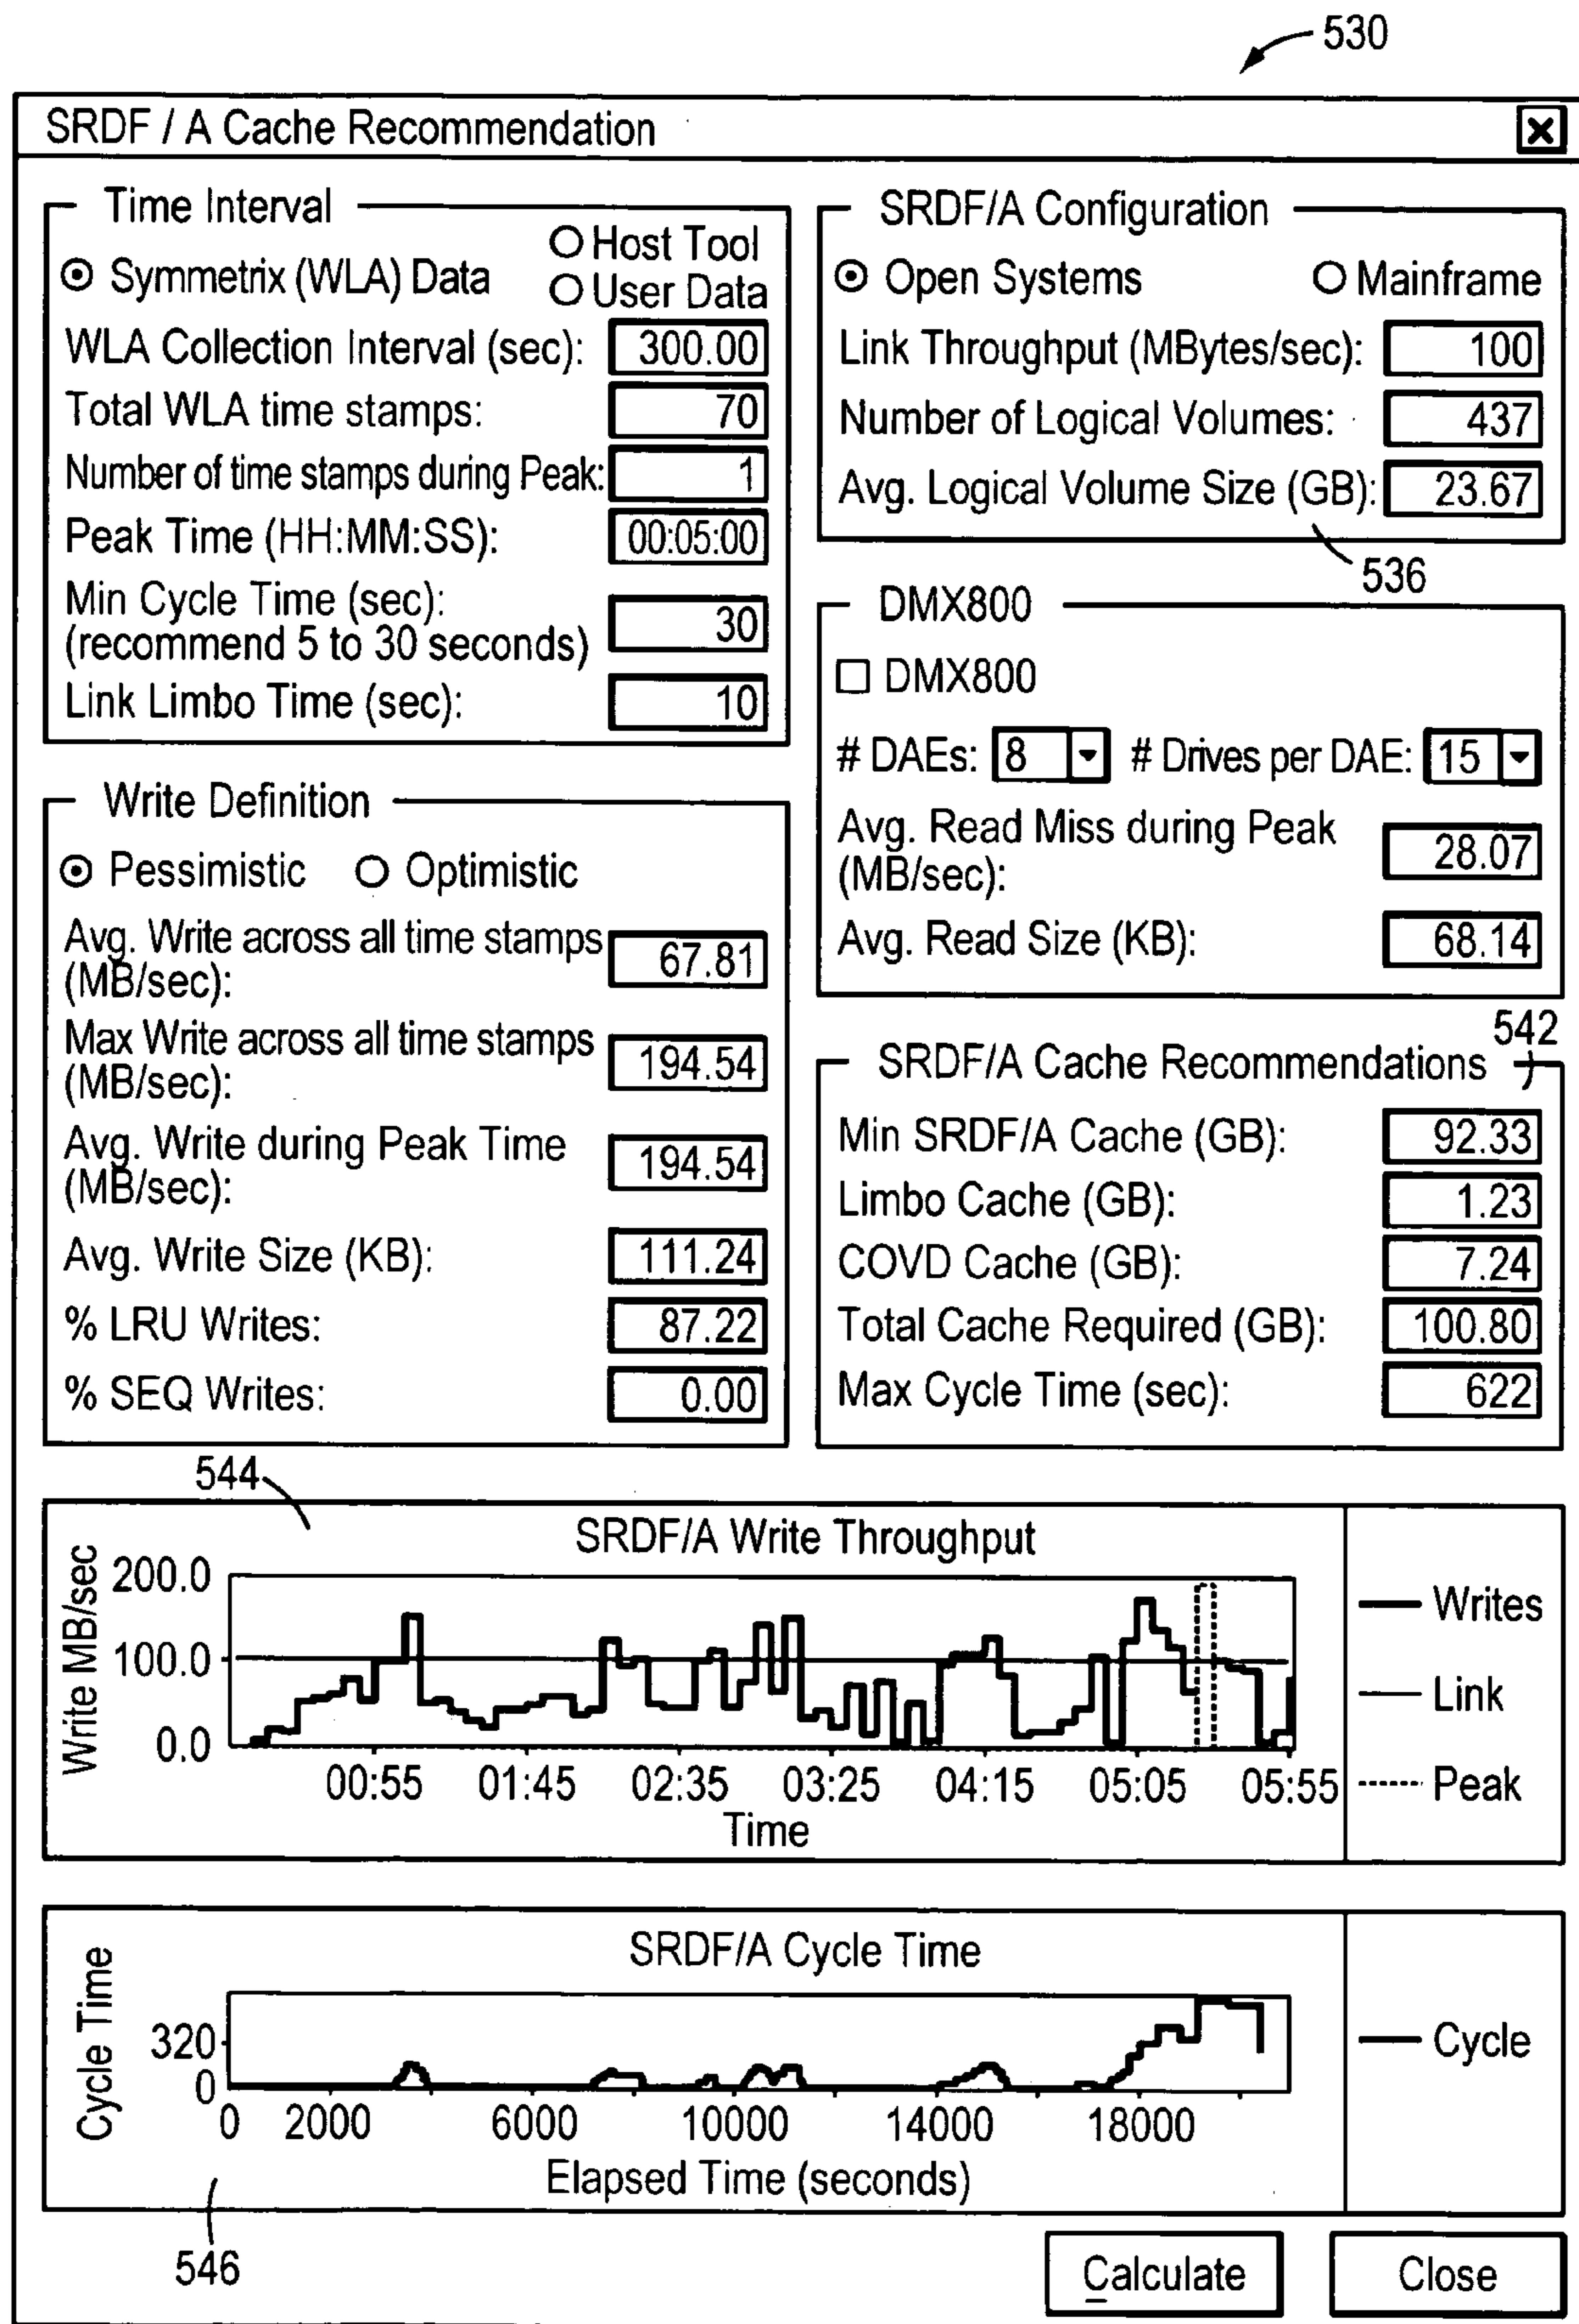 530
SRDF / A Cache Recommendation
Time Interval
Host Tool
Symmetrix (WLA) Data
User Data
WLA Collection Interval (sec): 300.00
Total WLA time stamps: 70
Number of time stamps during Peak: 1
Peak Time (HH:MM:SS): 00:05:00
Min Cycle Time (sec):
(recommend 5 to 30 seconds) 30
Link Limbo Time (sec): 10
SRDF/A Configuration
Open Systems Mainframe
Link Throughput (MBytes/sec): 100
Number of Logical Volumes: 437
Avg. Logical Volume Size (GB): 23.67
536
DMX800
DMX800
# DAEs: 8 # Drives per DAE: 15
Avg. Read Miss during Peak
(MB/sec): 28.07
Avg. Read Size (KB): 68.14
Write Definition
Pessimistic Optimistic
Avg. Write across all time stamps
(MB/sec): 67.81
Max Write across all time stamps
(MB/sec): 194.54
Avg. Write during Peak Time
(MB/sec): 194.54
Avg. Write Size (KB): 111.24
% LRU Writes: 87.22
% SEQ Writes: 0.00
542
SRDF/A Cache Recommendations
Min SRDF/A Cache (GB): 92.33
Limbo Cache (GB): 1.23
COVD Cache (GB): 7.24
Total Cache Required (GB): 100.80
Max Cycle Time (sec): 622
544
SRDF/A Write Throughput
Write MB/sec
200.0
100.0
0.0
00:55 01:45 02:35 03:25 04:15 05:05 05:55
Time
Writes
Link
Peak
SRDF/A Cycle Time
Cycle Time
320
0
0 2000 6000 10000 14000 18000
Elapsed Time (seconds)
Cycle
546
Calculate Close